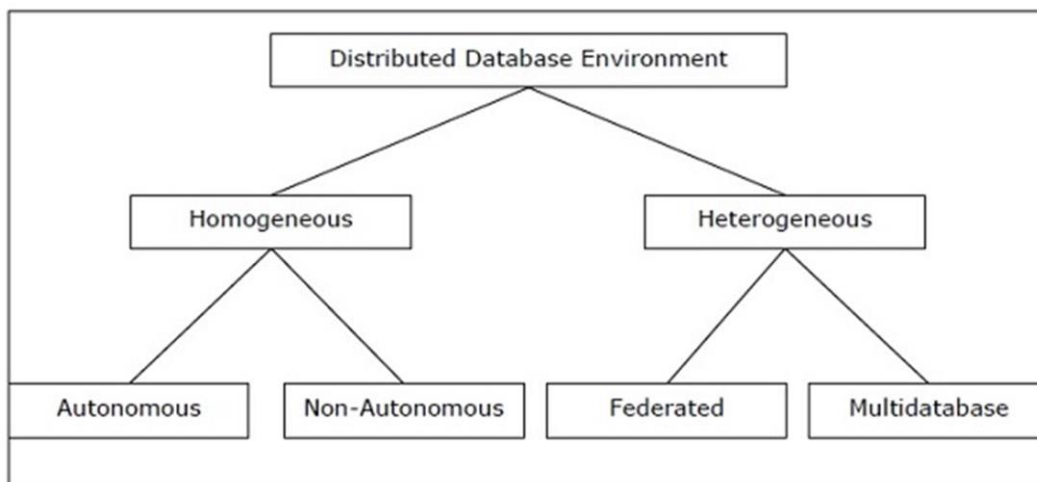 Distributed Database Environment
Homogeneous
Heterogeneous
Autonomous
Non-Autonomous
Federated
Multidatabase